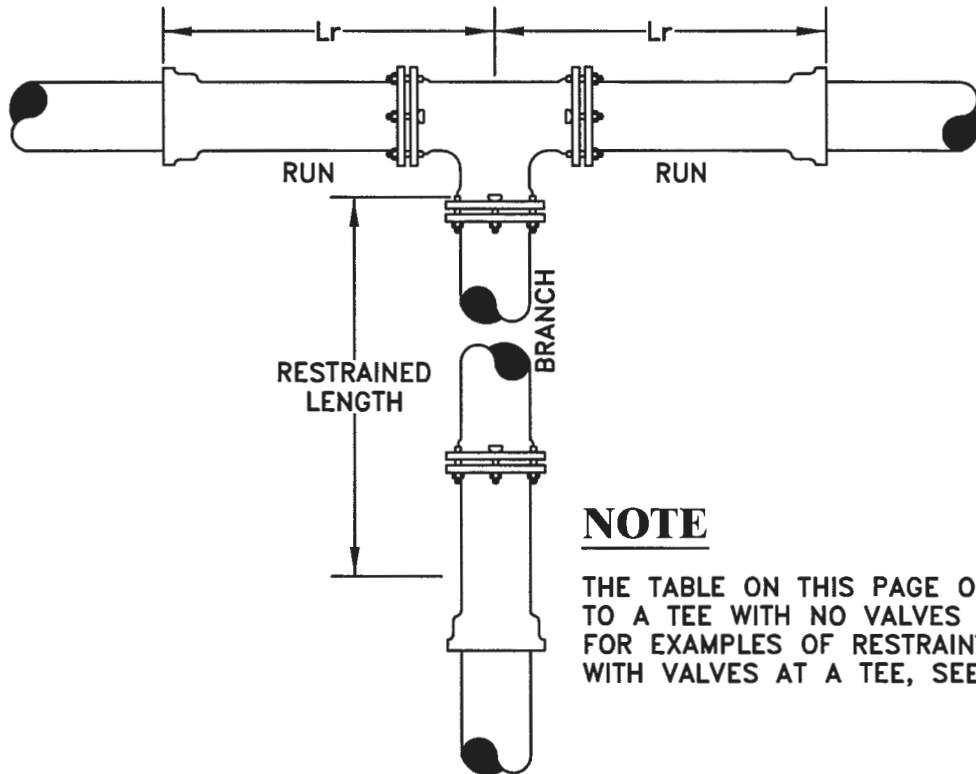 Lr Lr
RUN RUN
BRANCH
RESTRAINED
LENGTH
NOTE
THE TABLE ON THIS PAGE
TO A TEE WITH NO VALVES
FOR EXAMPLES OF RESTRAINT
WITH VALVES AT A TEE, SEE